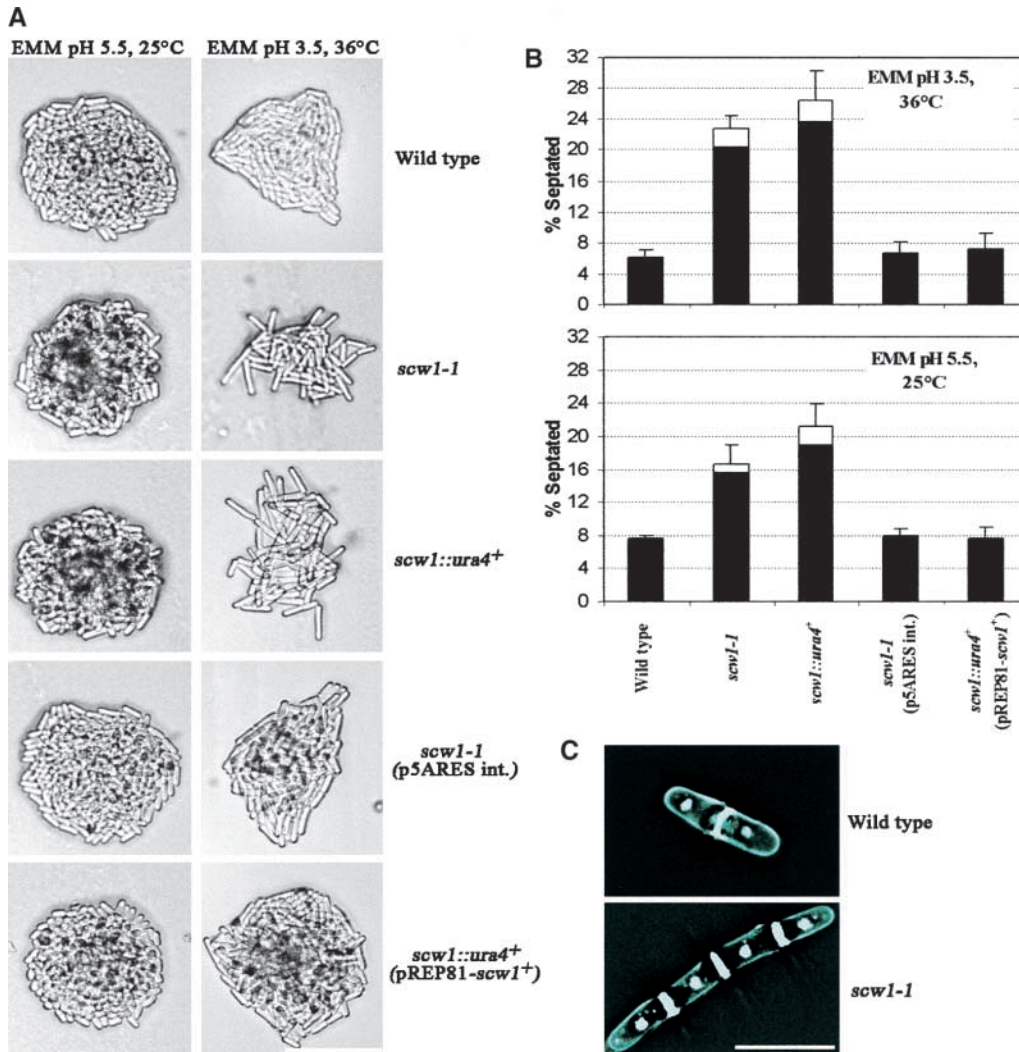 A
EMM pH 5.5, 25°C
EMM pH 3.5, 36°C
Wild type
scw1-1
scw1::ura4+
scw1-1
(p5ARES int.)
scw1::ura4+
(pREP81-scw1+)
B
EMM pH 3.5,
36°C
% Septated
32
28
24
20
16
12
8
4
0
EMM pH 5.5,
25°C
% Septated
28
24
20
16
12
8
4
0
Wild type
scw1-1
scw1::ura4+
scw1-1
(p5ARES int.)
scw1::ura4+
(pREP81-scw1+)
C
Wild type
scw1-1